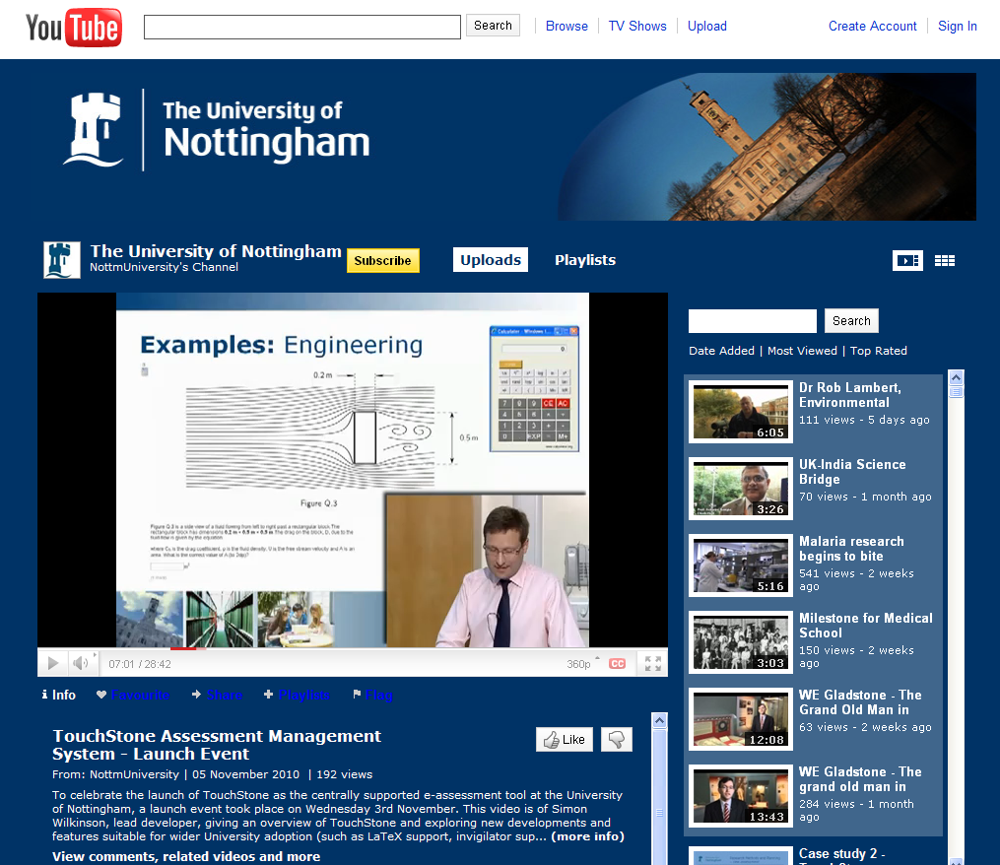 YouTube
Search
Browse
TV Shows
Upload
Create Account
Sign In
The University of
Nottingham
The University of Nottingham
NottmUniversity's Channel
Subscribe
Uploads
Playlists
Examples: Engineering
0.2 m
0.5 m
Figure Q.3
07:01 / 28:42
360p
CC
Search
Date Added | Most Viewed | Top Rated
Dr Rob Lambert,
Environmental
111 views - 5 days ago
6:05
UK-India Science
Bridge
70 views - 1 month ago
3:26
Malaria research
begins to bite
541 views - 2 weeks
ago
5:16
Milestone for Medical
School
150 views - 2 weeks
ago
3:03
WE Gladstone - The
Grand Old Man in
63 views - 2 weeks ago
12:08
WE Gladstone - The
grand old man in
284 views - 1 month
ago
13:43
Case study 2 -
Info
Favourite
Share
Playlists
Flag
TouchStone Assessment Management
System - Launch Event
Like
From: NottmUniversity | 05 November 2010 | 192 views
To celebrate the launch of TouchStone as the centrally supported e-assessment tool at the University
of Nottingham, a launch event took place on Wednesday 3rd November. This video is of Simon
Wilkinson, lead developer, giving an overview of TouchStone and exploring new developments and
features suitable for wider University adoption (such as LaTeX support, invigilator sup... (more info)
View comments, related videos and more